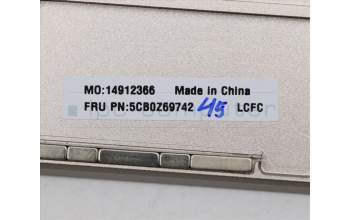 MO:14912366 Made in China
FRU PN:5CB0Z69742 45 LCFC